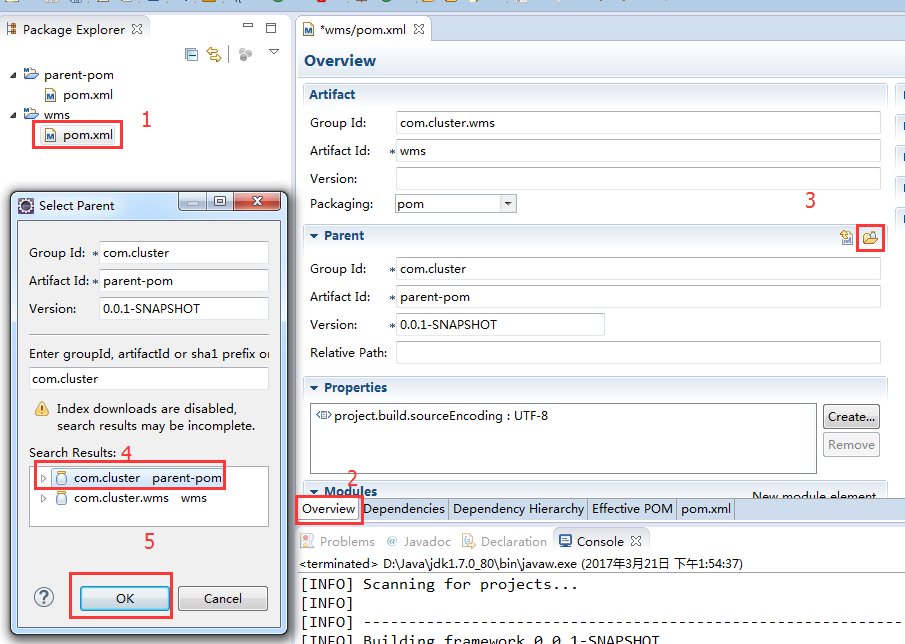 Package Explorer
parent-pom
pom.xml
wms
pom.xml
1
*wms/pom.xml
Overview
Artifact
Group Id: com.cluster.wms
Artifact Id: * wms
Version:
Packaging: pom
3
Parent
Group Id: * com.cluster
Artifact Id: * parent-pom
Version: * 0.0.1-SNAPSHOT
Relative Path:
Properties
project.build.sourceEncoding : UTF-8
Create...
Remove
2
Modules
New module element
Overview Dependencies Dependency Hierarchy Effective POM pom.xml
Problems @ Javadoc Declaration Console
<terminated> D:\Java\jdk1.7.0_80\bin\javaw.exe (2017年3月21日 下午1:54:37)
[INFO] Scanning for projects...
[INFO]
[INFO] ------------------------------------------------------------------------
[INFO] Building framework 0.0.1-SNAPSHOT
Select Parent
Group Id: * com.cluster
Artifact Id: * parent-pom
Version: 0.0.1-SNAPSHOT
Enter groupId, artifactId or sha1 prefix or
com.cluster
Index downloads are disabled,
search results may be incomplete.
Search Results: 4
com.cluster parent-pom
com.cluster.wms wms
5
OK
Cancel